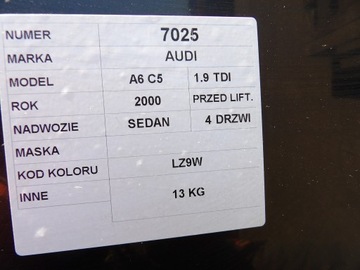 NUMER 7025
MARKA AUDI
MODEL A6 C5 1.9 TDI
ROK 2000 PRZED LIFT.
NADWOZIE SEDAN 4 DRZWI
MASKA
KOD KOLORU LZ9W
INNE 13 KG